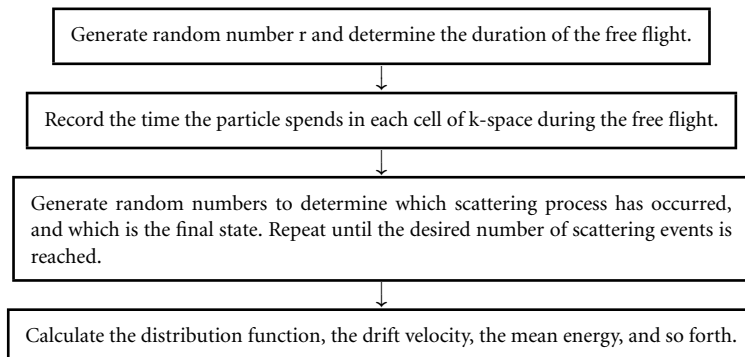 Generate random number r and determine the duration of the free flight.
Record the time the particle spends in each cell of k-space during the free flight.
Generate random numbers to determine which scattering process has occurred,
and which is the final state. Repeat until the desired number of scattering events is
reached.
Calculate the distribution function, the drift velocity, the mean energy, and so forth.